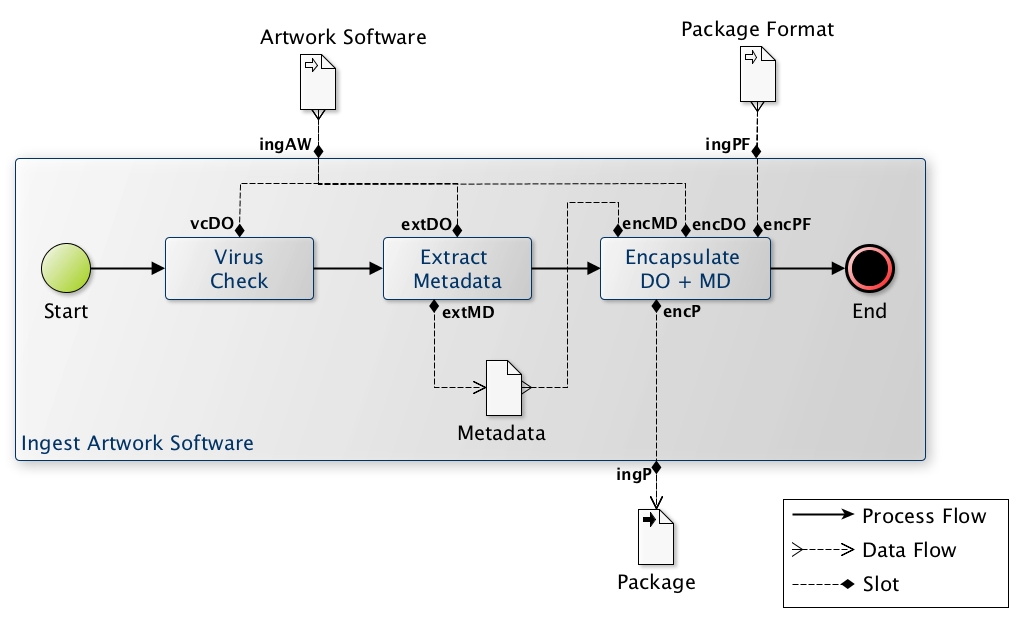 Artwork Software
Package Format
ingAW
ingPF
vcDO
extDO
encMD
encDO
encPF
Virus
Check
Extract
Metadata
Encapsulate
DO + MD
Start
End
extMD
encP
Metadata
Ingest Artwork Software
ingP
Package
Process Flow
Data Flow
Slot